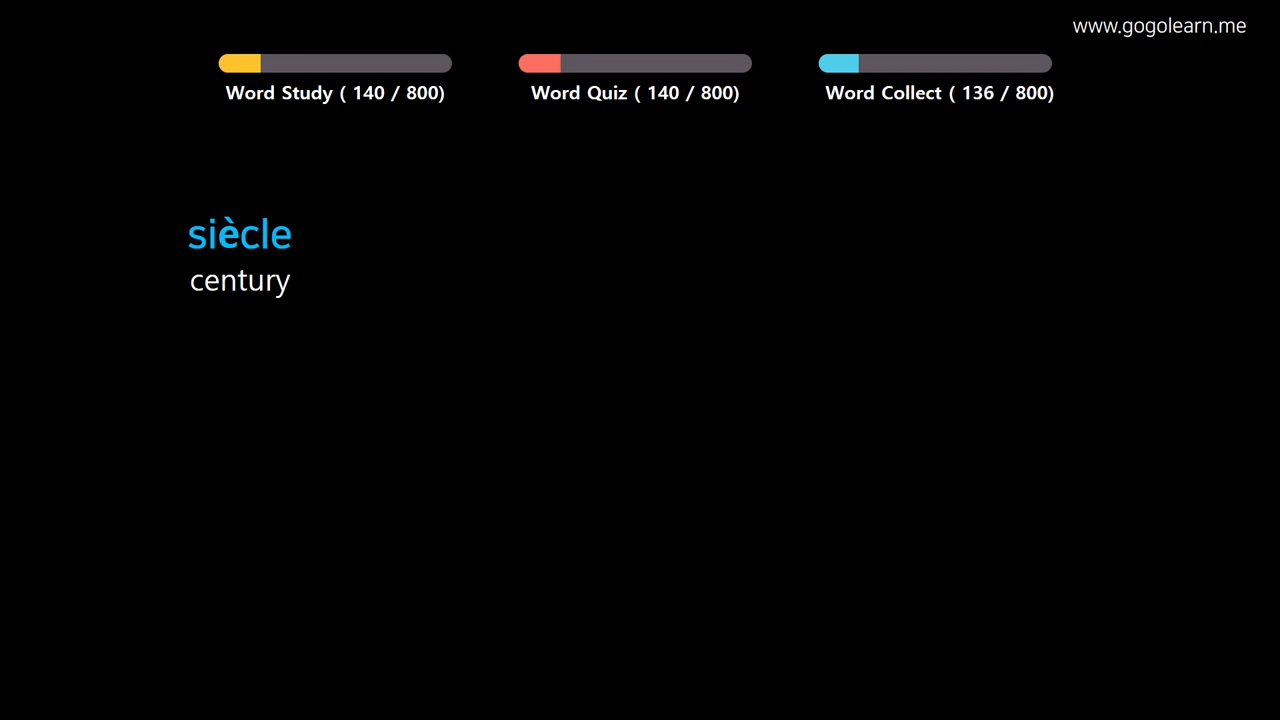 www.gogolearn.me
Word Study ( 140 / 800)
Word Quiz ( 140 / 800)
Word Collect ( 136 / 800)
siècle
century